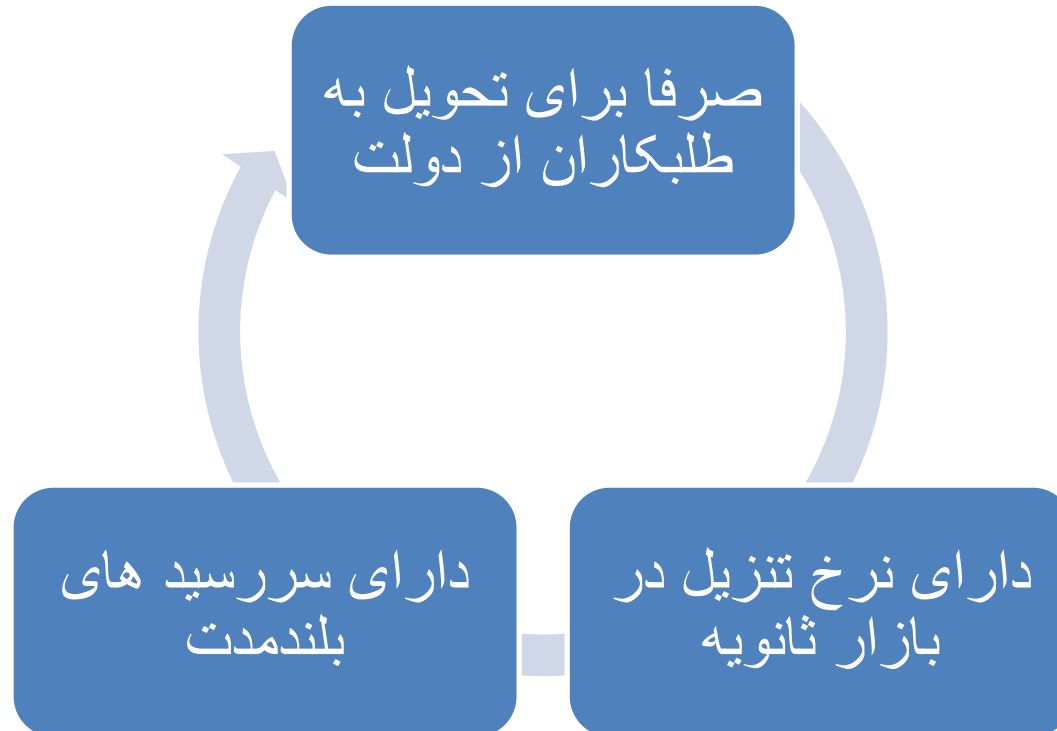 صرفا برای تحویل به
طلبکاران از دولت
دارای نرخ تنزیل در
بازار ثانویه
دارای سررسید های
بلندمدت